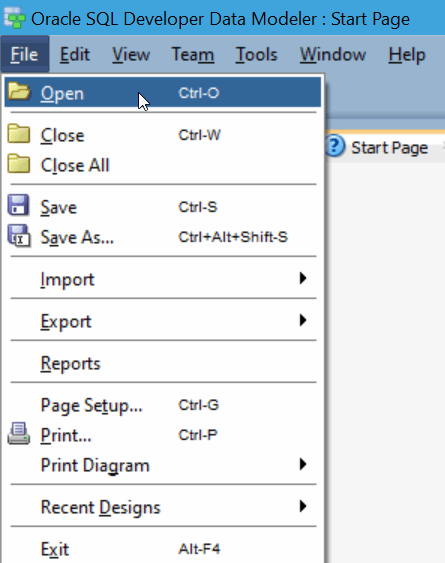 Oracle SQL Developer Data Modeler : Start Page
File Edit View Team Tools Window Help
Open Ctrl-O
Close Ctrl-W
Start Page
Close All
Save Ctrl-S
Save As... Ctrl+Alt+Shift-S
Import
Export
Reports
Page Setup... Ctrl-G
Print... Ctrl-P
Print Diagram
Recent Designs
Exit Alt-F4